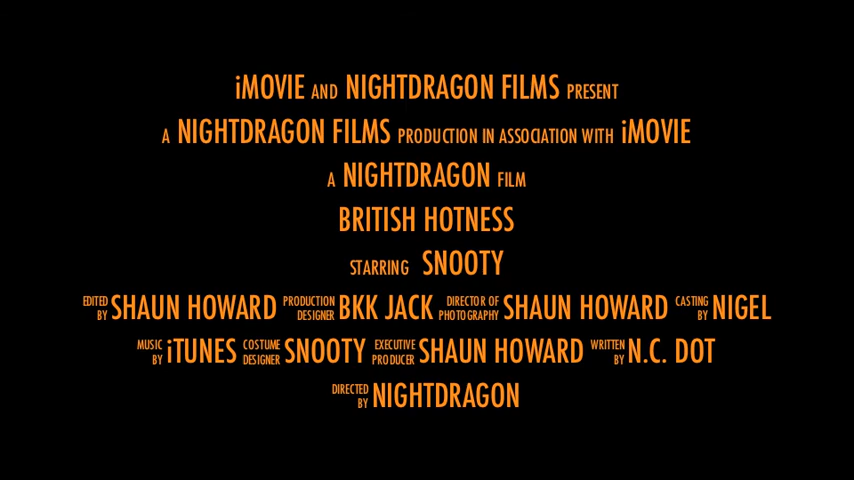 iMOVIE AND NIGHTDRAGON FILMS PRESENT
A NIGHTDRAGON FILMS PRODUCTION IN ASSOCIATION WITH iMOVIE
A NIGHTDRAGON FILM
BRITISH HOTNESS
STARRING SNOOTY
EDITED BY SHAUN HOWARD PRODUCTION DESIGNER BKK JACK DIRECTOR OF PHOTOGRAPHY SHAUN HOWARD CASTING BY NIGEL
MUSIC BY iTUNES COSTUME DESIGNER SNOOTY EXECUTIVE PRODUCER SHAUN HOWARD WRITTEN BY N.C. DOT
DIRECTED BY NIGHTDRAGON